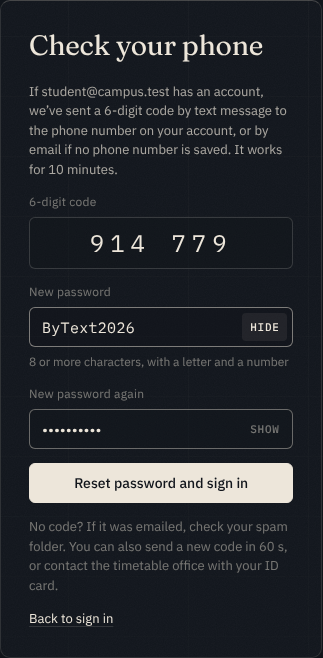 Check your phone
If student@campus.test has an account,
we've sent a 6-digit code by text message to
the phone number on your account, or by
email if no phone number is saved. It works
for 10 minutes.
6-digit code
914 779
New password
ByText2026
HIDE
8 or more characters, with a letter and a number
New password again
••••••••••
SHOW
Reset password and sign in
No code? If it was emailed, check your spam
folder. You can also send a new code in 60 s,
or contact the timetable office with your ID
card.
Back to sign in